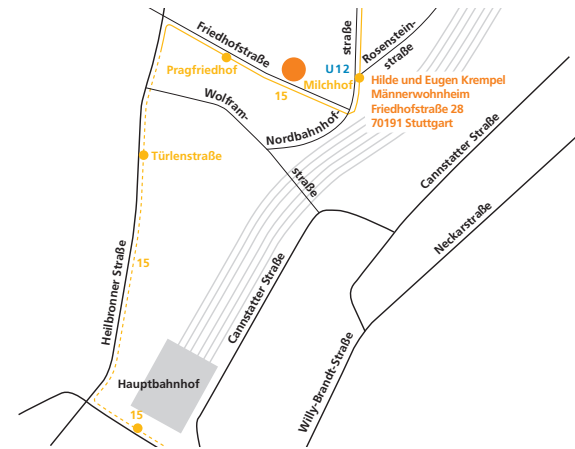 Friedhofstraße
straße
Rosenstein-
straße
U12
Pragfriedhof
Milchhof
15
Hilde und Eugen Krempel
Männerwohnheim
Friedhofstraße 28
70191 Stuttgart
Wolfram-
Nordbahnhof-
straße
Türlenstraße
Cannstatter Straße
Neckarstraße
15
Heilbronner Straße
Cannstatter Straße
Hauptbahnhof
Willy-Brandt-Straße
15